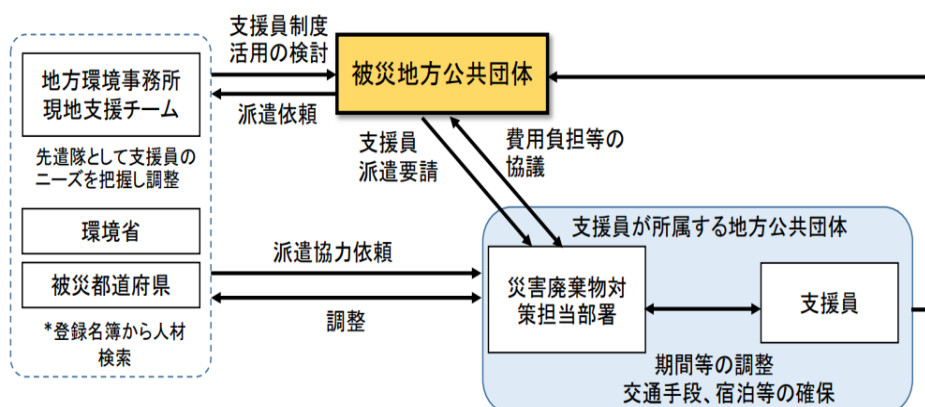 支援員制度
活用の検討
被災地方公共団体
地方環境事務所
現地支援チーム
派遣依頼
先遣隊として支援員の
ニーズを把握し調整
支援員
派遣要請
費用負担等の
協議
環境省
被災都道府県
*登録名簿から人材
検索
派遣協力依頼
調整
支援員が所属する地方公共団体
災害廃棄物対
策担当部署
支援員
期間等の調整
交通手段、宿泊等の確保